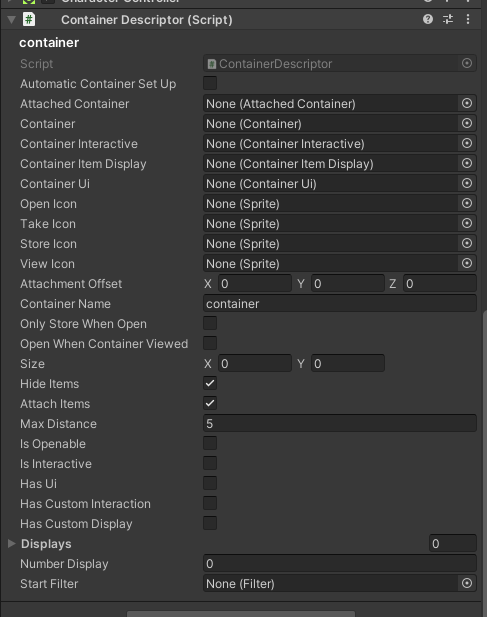 Character Controller
# Container Descriptor (Script)
container
Script # ContainerDescriptor
Automatic Container Set Up
Attached Container None (Attached Container)
Container None (Container)
Container Interactive None (Container Interactive)
Container Item Display None (Container Item Display)
Container Ui None (Container Ui)
Open Icon None (Sprite)
Take Icon None (Sprite)
Store Icon None (Sprite)
View Icon None (Sprite)
Attachment Offset X 0 Y 0 Z 0
Container Name container
Only Store When Open
Open When Container Viewed
Size X 0 Y 0
Hide Items
Attach Items
Max Distance 5
Is Openable
Is Interactive
Has Ui
Has Custom Interaction
Has Custom Display
Displays 0
Number Display 0
Start Filter None (Filter)